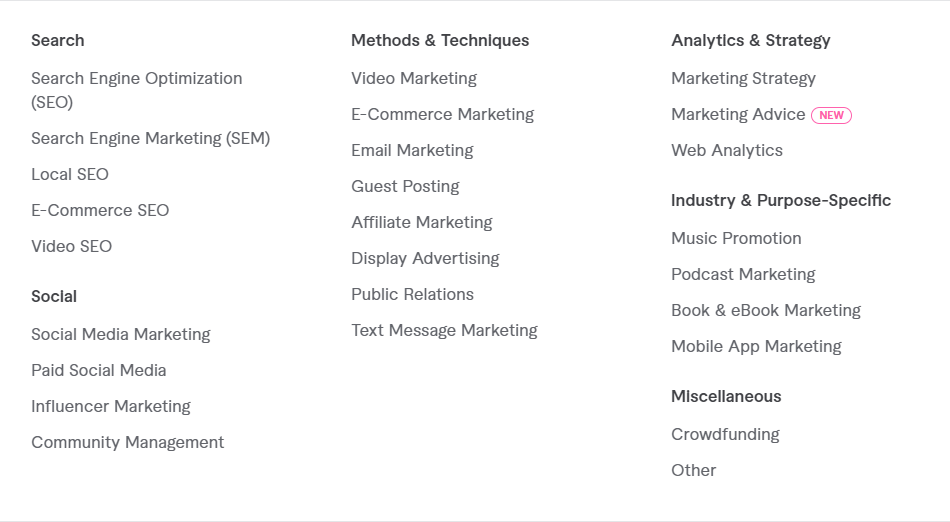 Search
Search Engine Optimization
(SEO)
Search Engine Marketing (SEM)
Local SEO
E-Commerce SEO
Video SEO
Social
Social Media Marketing
Paid Social Media
Influencer Marketing
Community Management
Methods & Techniques
Video Marketing
E-Commerce Marketing
Email Marketing
Guest Posting
Affiliate Marketing
Display Advertising
Public Relations
Text Message Marketing
Analytics & Strategy
Marketing Strategy
Marketing Advice NEW
Web Analytics
Industry & Purpose-Specific
Music Promotion
Podcast Marketing
Book & eBook Marketing
Mobile App Marketing
Miscellaneous
Crowdfunding
Other